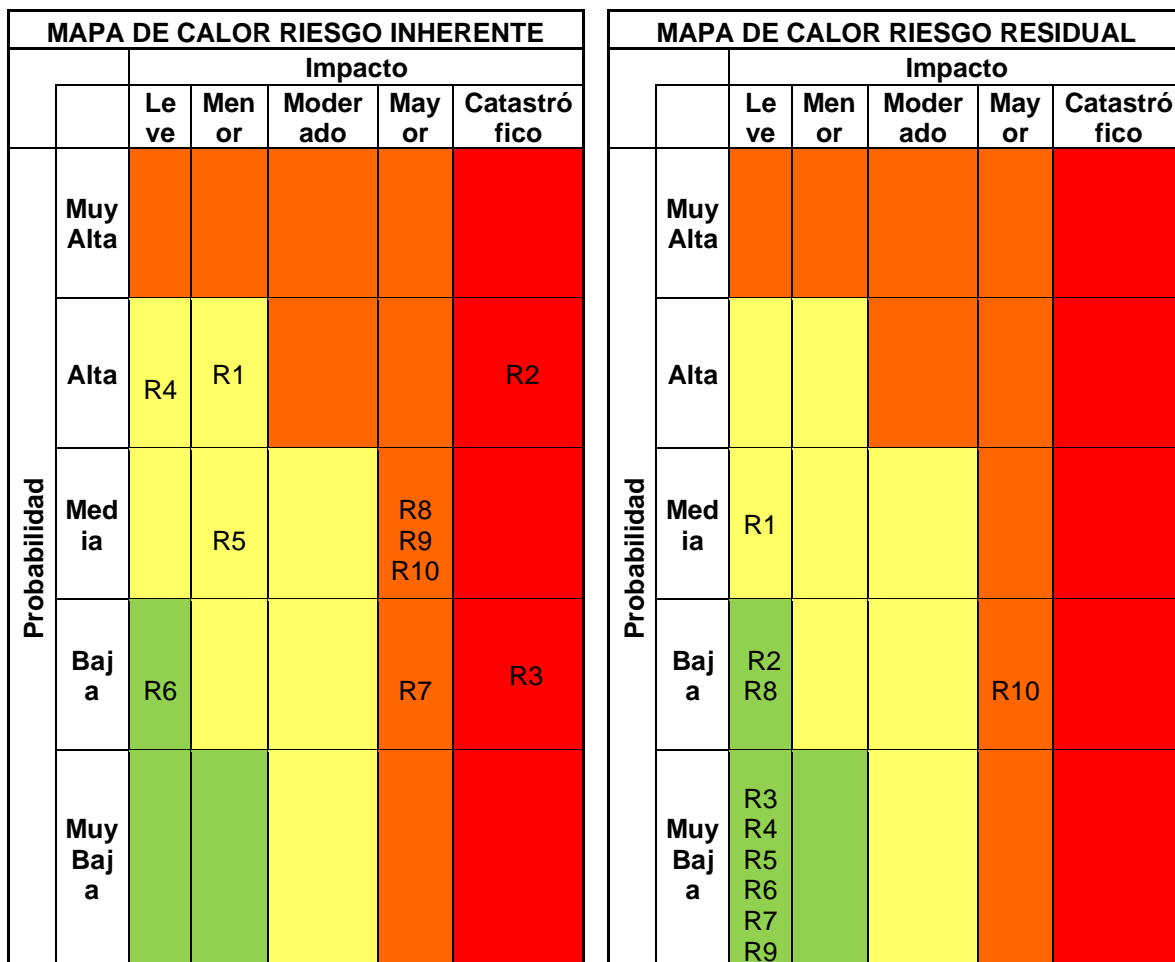 MAPA DE CALOR RIESGO INHERENTE
Impacto
Le
ve
Men
or
Moder
ado
May
or
Catastró
fico
Probabilidad
Muy
Alta
Alta
R4
R1
R2
Med
ia
R5
R8
R9
R10
Baj
a
R6
R7
R3
Muy
Baj
a
MAPA DE CALOR RIESGO RESIDUAL
Impacto
Le
ve
Men
or
Moder
ado
May
or
Catastró
fico
Probabilidad
Muy
Alta
Alta
Med
ia
R1
Baj
a
R2
R8
R10
Muy
Baj
a
R3
R4
R5
R6
R7
R9